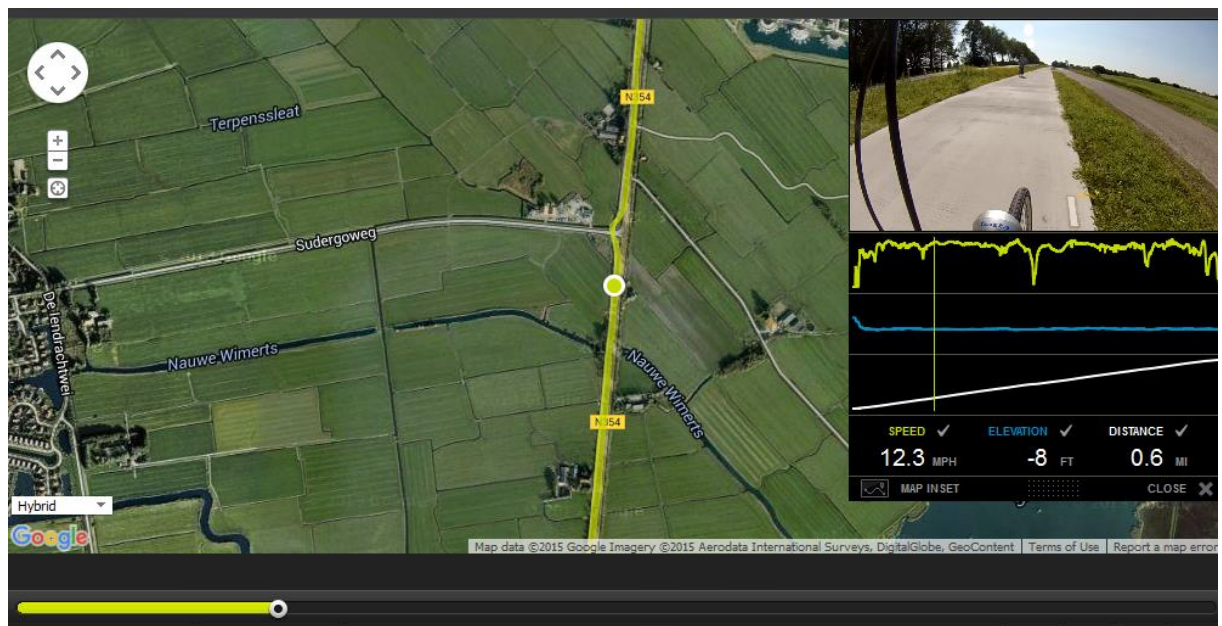 N354
Terpenssleat
Sudergoweg
De Eendrachtwei
Nauwe Wimerts
Nauwe Wimerts
N354
Hybrid
Google
Map data ©2015 Google Imagery ©2015 Aerodata International Surveys, DigitalGlobe, GeoContent
Terms of Use
Report a map error
SPEED ELEVATION DISTANCE
12.3 MPH -8 FT 0.6 MI
MAP INSET CLOSE